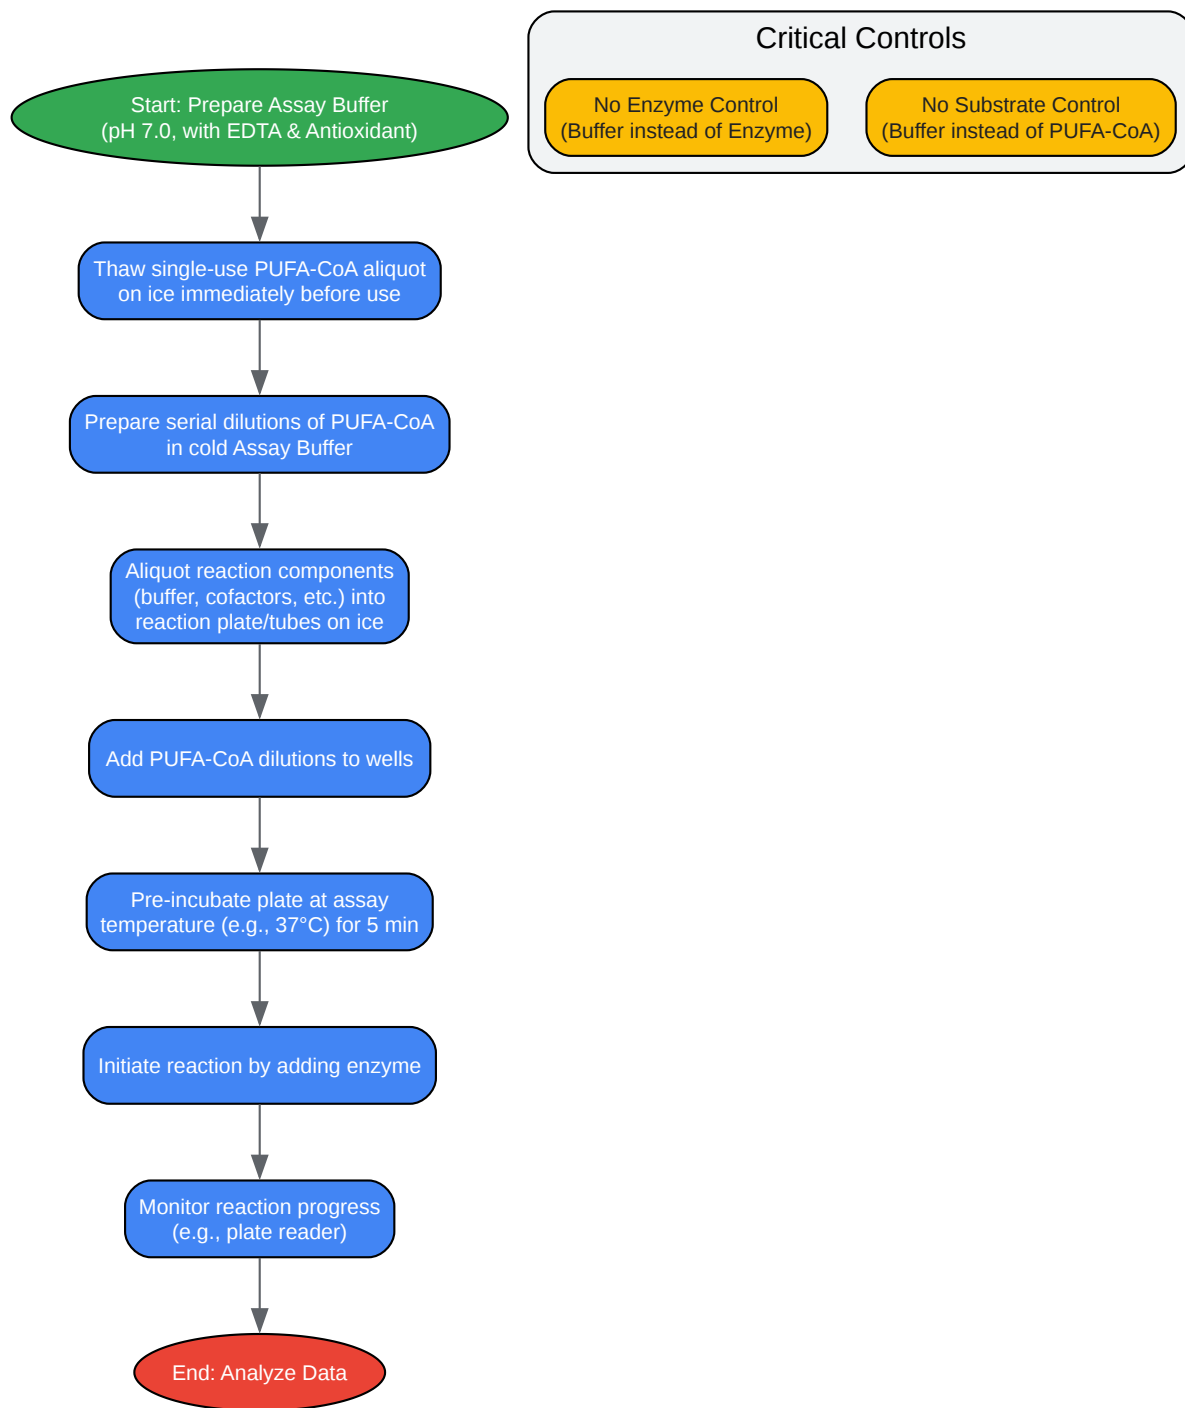 Critical Controls
Start: Prepare Assay Buffer
(pH 7.0, with EDTA & Antioxidant)
No Enzyme Control
(Buffer instead of Enzyme)
No Substrate Control
(Buffer instead of PUFA-CoA)
Thaw single-use PUFA-CoA aliquot
on ice immediately before use
Prepare serial dilutions of PUFA-CoA
in cold Assay Buffer
Aliquot reaction components
(buffer, cofactors, etc.) into
reaction plate/tubes on ice
Add PUFA-CoA dilutions to wells
Pre-incubate plate at assay
temperature (e.g., 37°C) for 5 min
Initiate reaction by adding enzyme
Monitor reaction progress
(e.g., plate reader)
End: Analyze Data